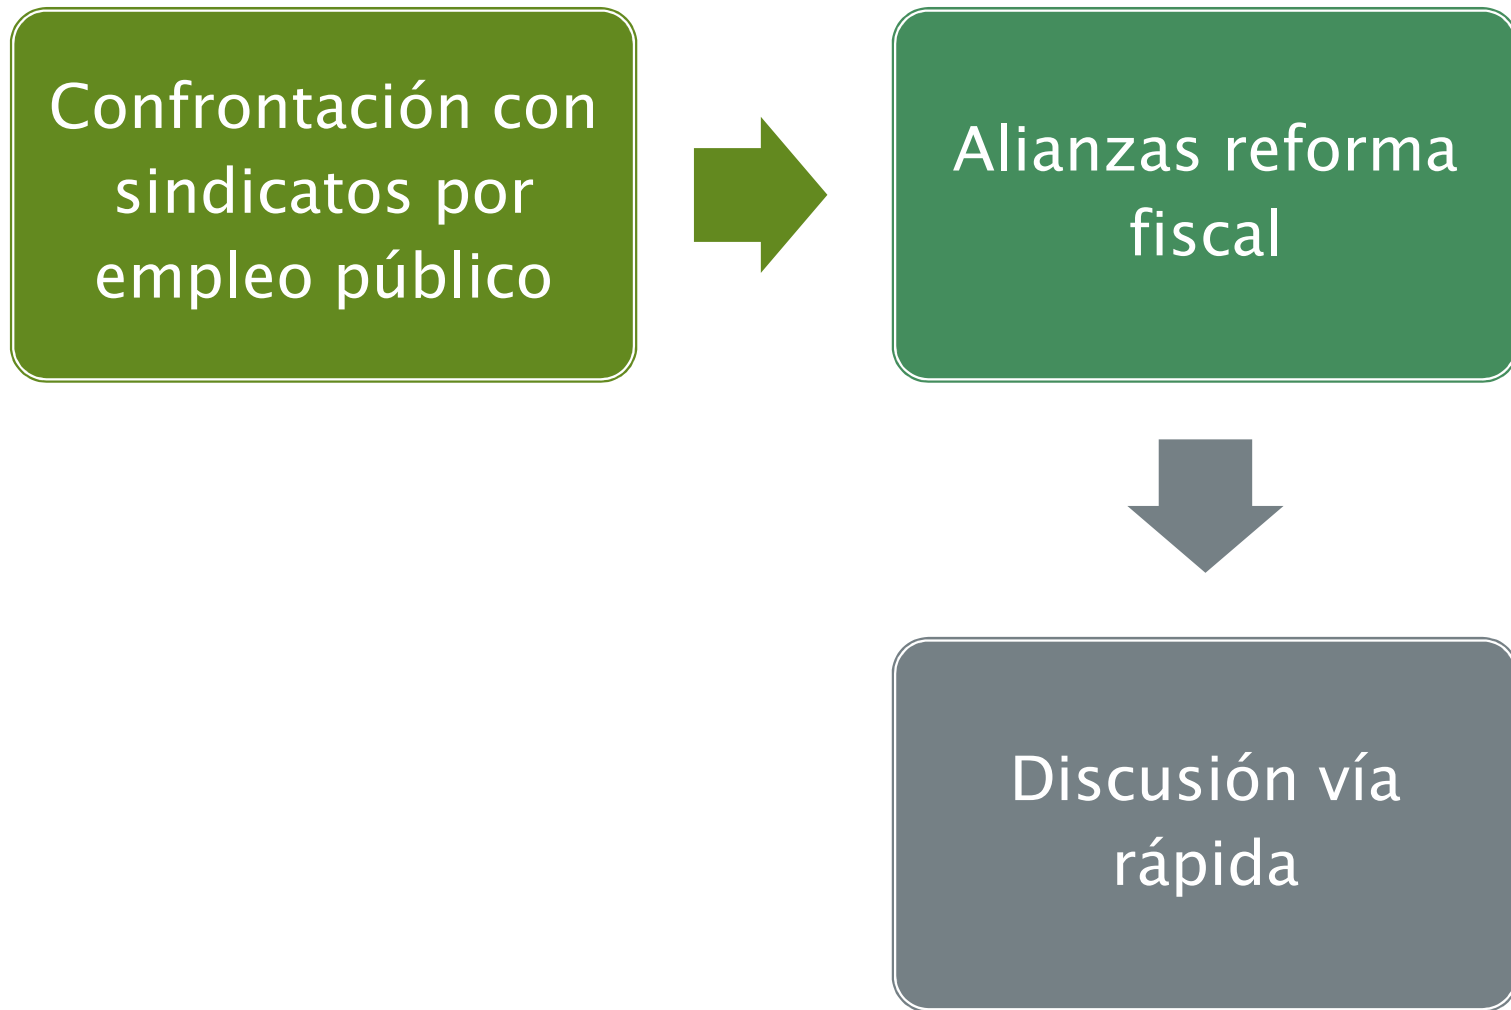 Confrontación con
sindicatos por
empleo público
Alianzas reforma
fiscal
Discusión vía
rápida